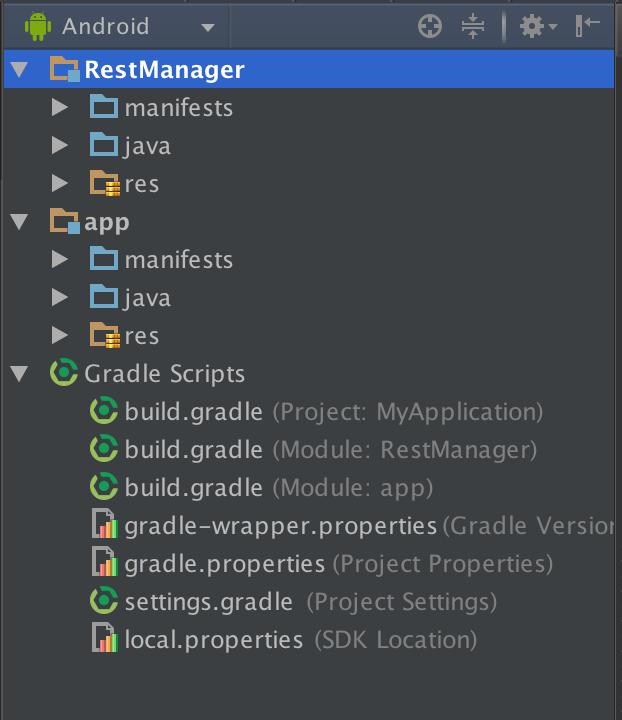 Android
RestManager
manifests
java
res
app
manifests
java
res
Gradle Scripts
build.gradle (Project: MyApplication)
build.gradle (Module: RestManager)
build.gradle (Module: app)
gradle-wrapper.properties (Gradle Version
gradle.properties (Project Properties)
settings.gradle (Project Settings)
local.properties (SDK Location)